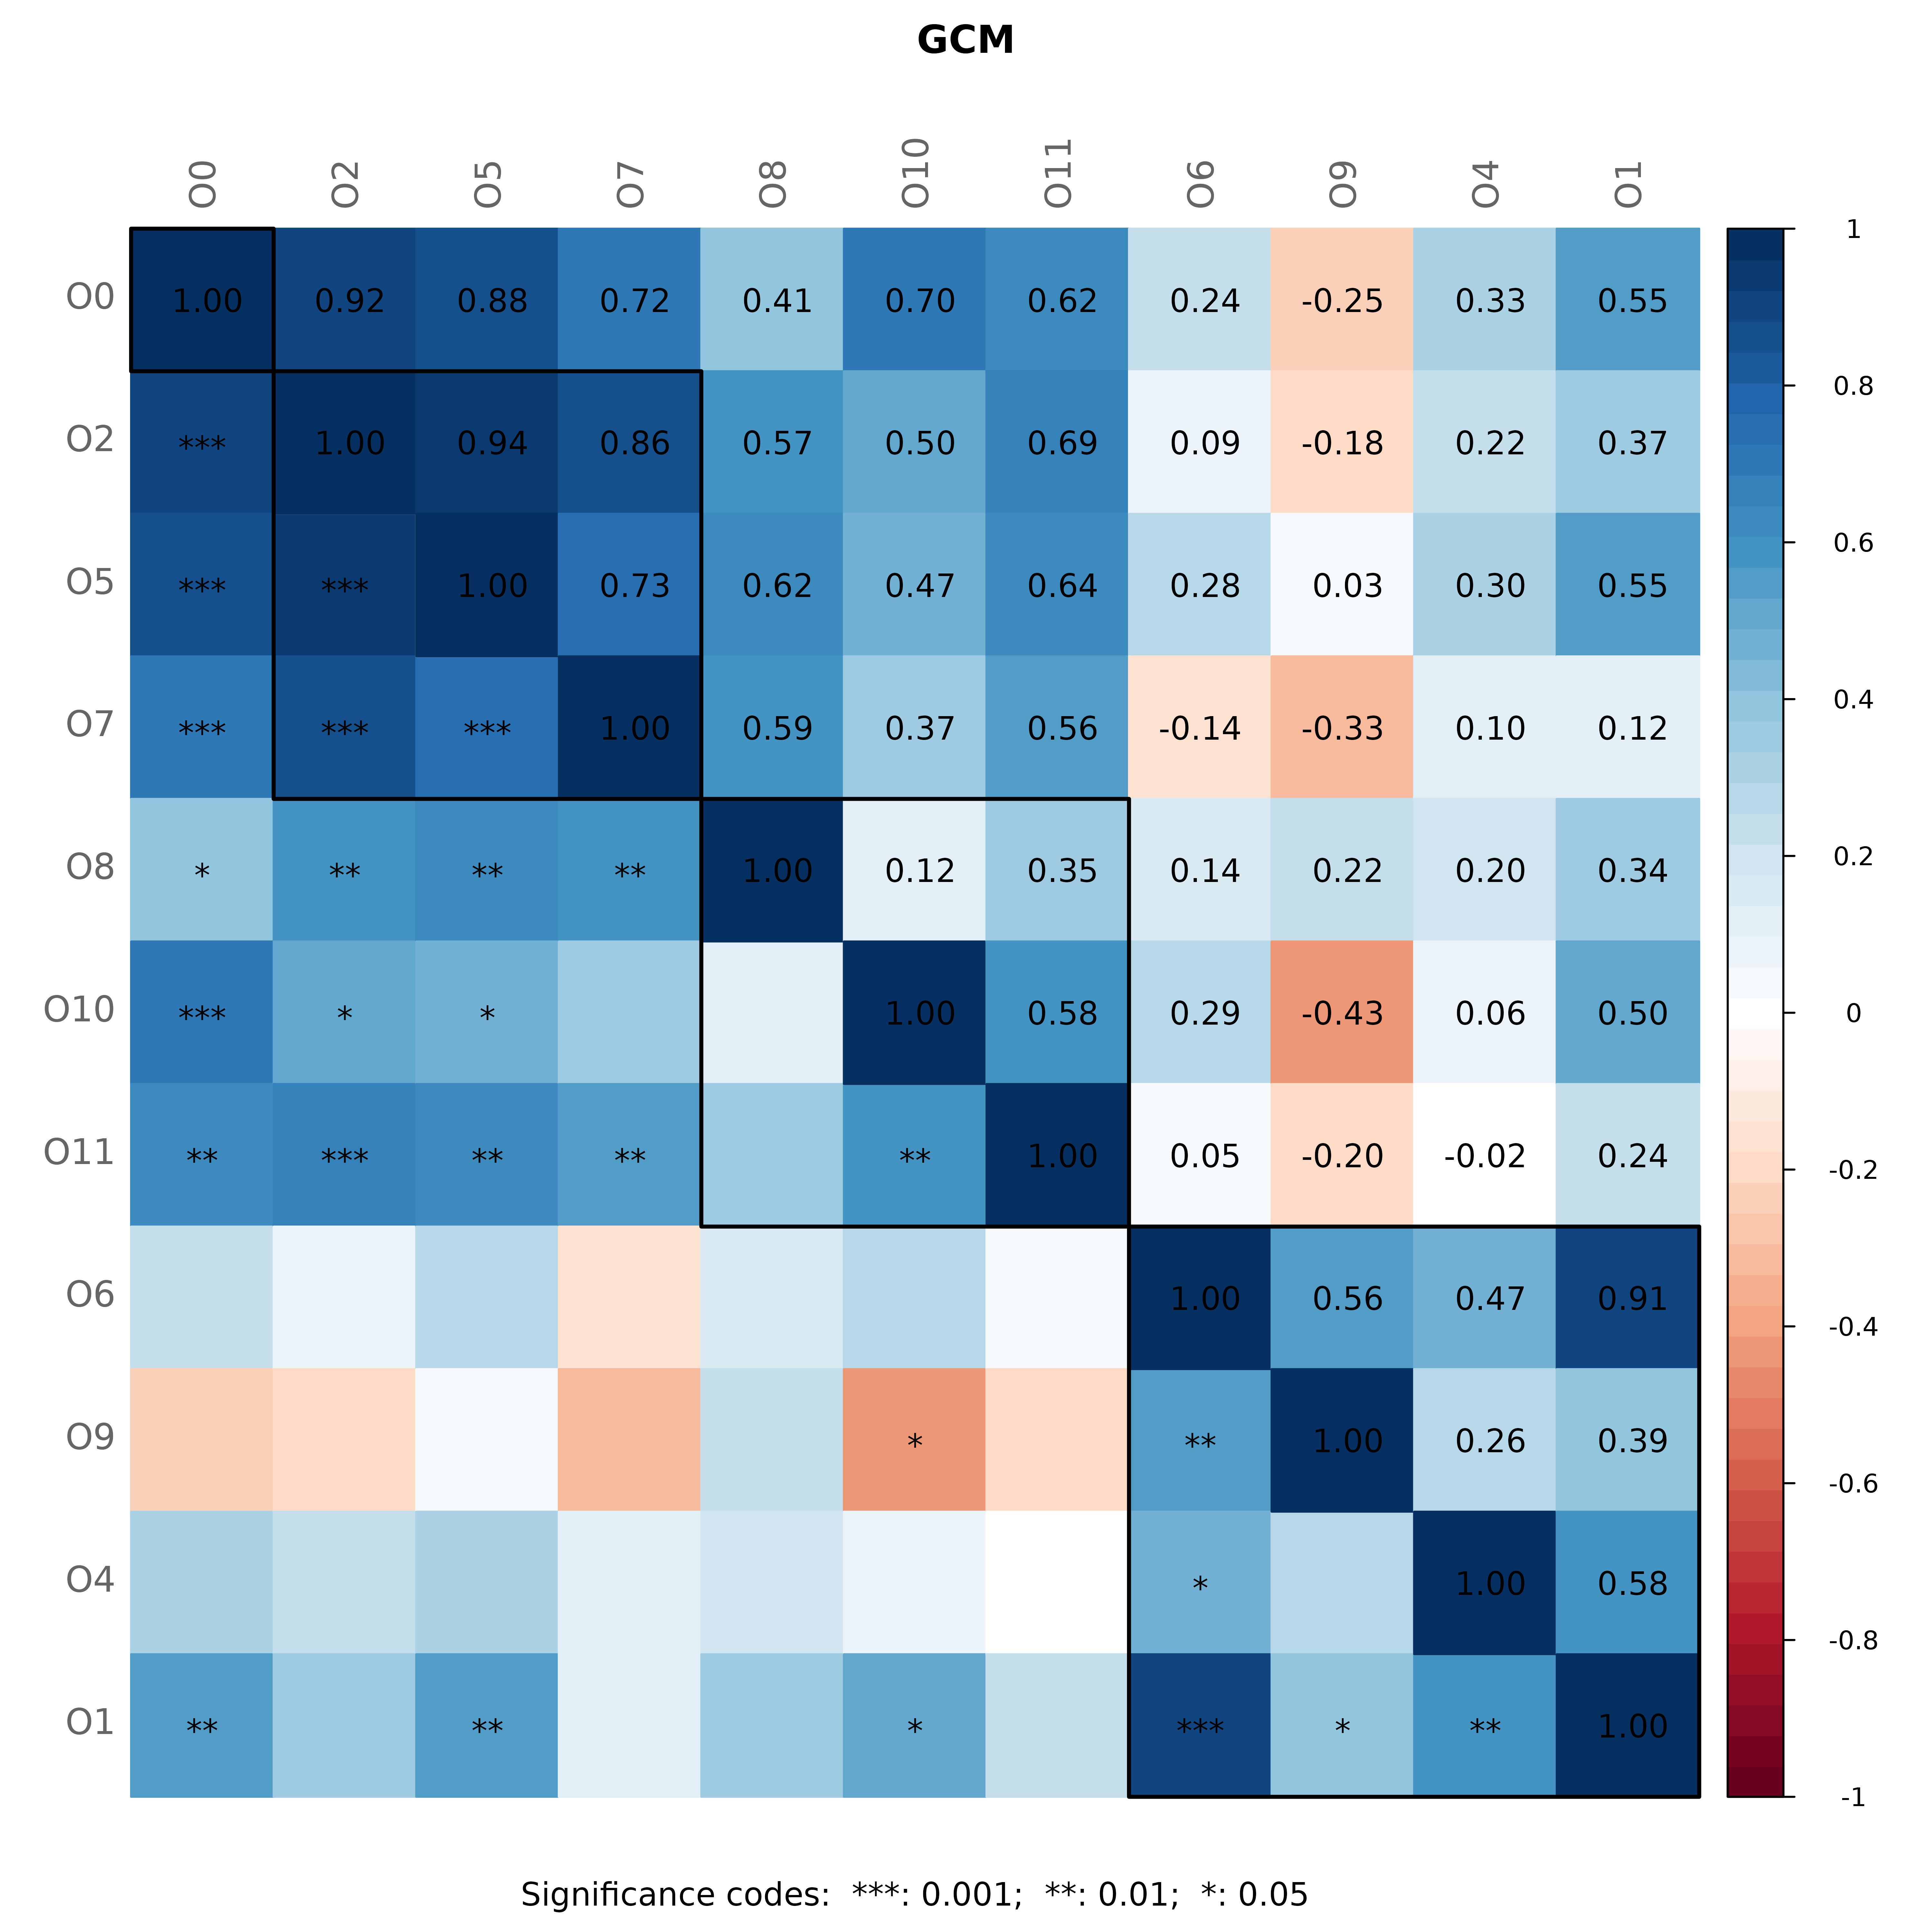 GCM
O0 O2 O5 O7 O8 O10 O11 O6 O9 O4 O1
O0 1.00 0.92 0.88 0.72 0.41 0.70 0.62 0.24 -0.25 0.33 0.55
O2 *** 1.00 0.94 0.86 0.57 0.50 0.69 0.09 -0.18 0.22 0.37
O5 *** *** 1.00 0.73 0.62 0.47 0.64 0.28 0.03 0.30 0.55
O7 *** *** *** 1.00 0.59 0.37 0.56 -0.14 -0.33 0.10 0.12
O8 * ** ** ** 1.00 0.12 0.35 0.14 0.22 0.20 0.34
O10 *** * * 1.00 0.58 0.29 -0.43 0.06 0.50
O11 ** *** ** ** ** 1.00 0.05 -0.20 -0.02 0.24
O6 1.00 0.56 0.47 0.91
O9 * ** 1.00 0.26 0.39
O4 * 1.00 0.58
O1 ** ** * *** * ** 1.00
1
0.8
0.6
0.4
0.2
0
-0.2
-0.4
-0.6
-0.8
-1
Significance codes: ***: 0.001; **: 0.01; *: 0.05